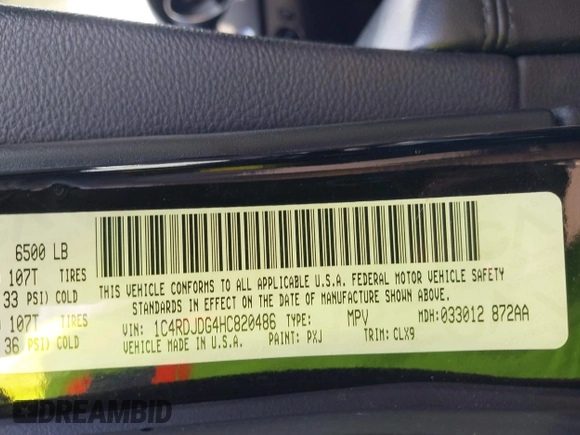 6500 LB
107T TIRES
33 PSI) COLD
107T TIRES
36 PSI) COLD
THIS VEHICLE CONFORMS TO ALL APPLICABLE U.S.A. FEDERAL MOTOR VEHICLE SAFETY
STANDARDS IN EFFECT ON THE DATE OF MANUFACTURE SHOWN ABOVE.
VIN: 1C4RDJDG4HC820486 TYPE: MPV MDH: 033012 872AA
VEHICLE MADE IN U.S.A. PAINT: PXJ TRIM: CLX9
DREAMBID